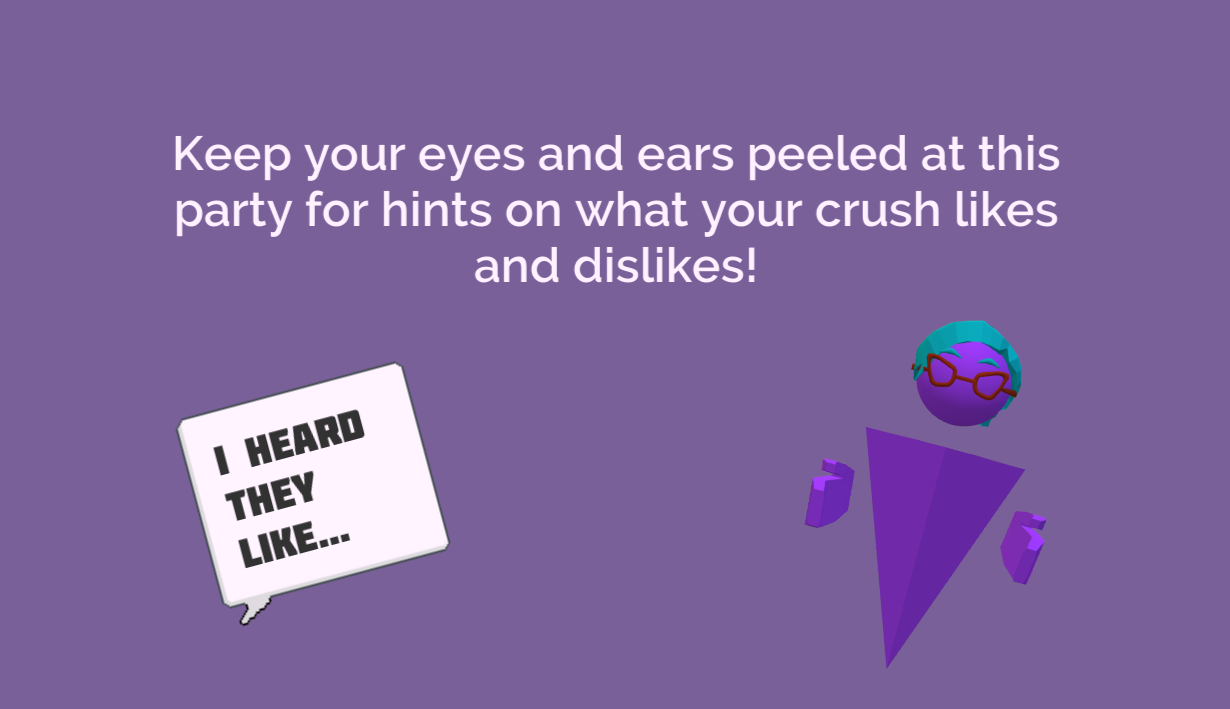 Keep your eyes and ears peeled at this
party for hints on what your crush likes
and dislikes!
I HEARD
THEY
LIKE...